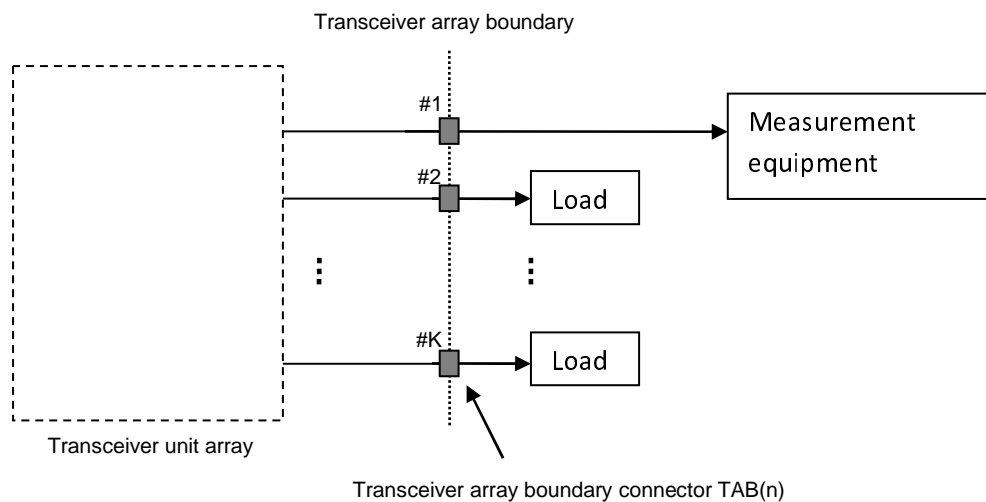 Transceiver array boundary
#1
Measurement
equipment
#2
Load
#K
Load
Transceiver unit array
Transceiver array boundary connector TAB(n)